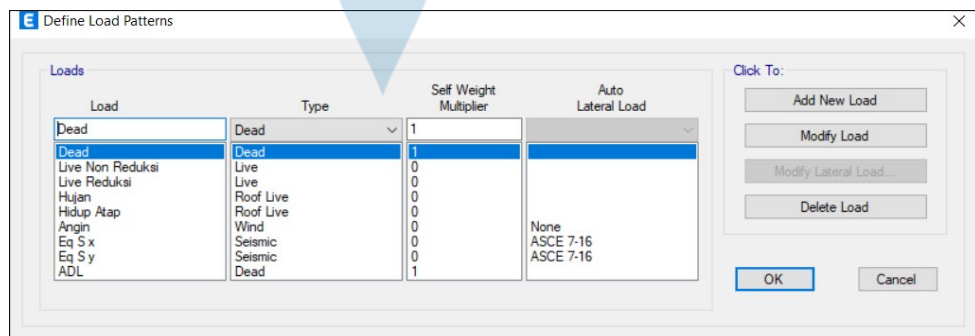 E Define Load Patterns
Loads
Load Type Self Weight Multiplier Auto Lateral Load
Dead Dead 1
Dead Dead 1
Live Non Reduksi Live 0
Live Reduksi Live 0
Hujan Roof Live 0
Hidup Atap Roof Live 0
Angin Wind 0 None
Eq S x Seismic 0 ASCE 7-16
Eq S y Seismic 0 ASCE 7-16
ADL Dead 1
Click To:
Add New Load
Modify Load
Modify Lateral Load...
Delete Load
OK Cancel